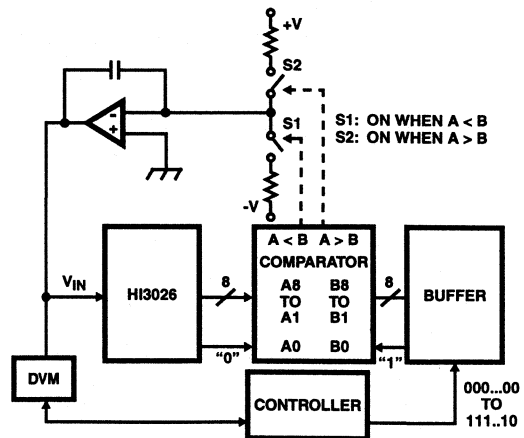 +V
S2
-
+
S1
S1: ON WHEN A < B
S2: ON WHEN A > B
-V
A < B A > B
COMPARATOR
VIN
HI3026
8
A8 B8
TO TO
A1 B1
A0 B0
8
BUFFER
"0"
"1"
DVM
CONTROLLER
000...00
TO
111..10